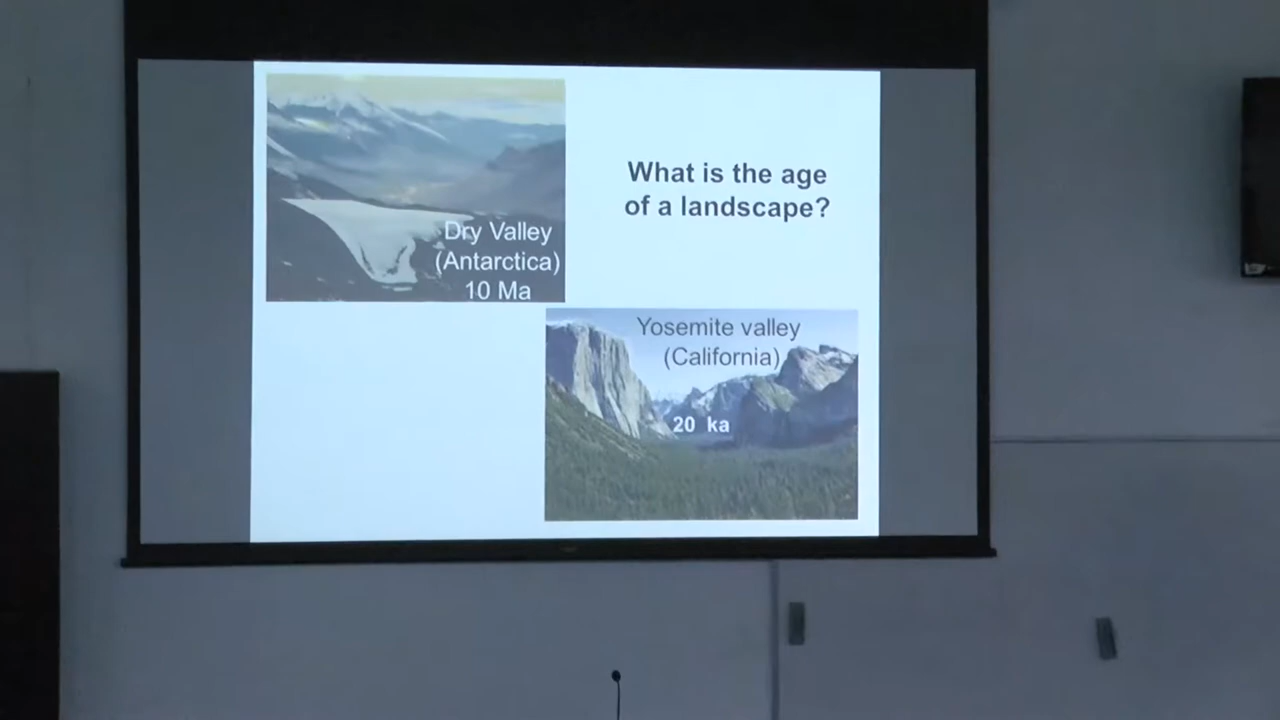 What is the age
of a landscape?
Dry Valley
(Antarctica)
10 Ma
Yosemite valley
(California)
20 ka